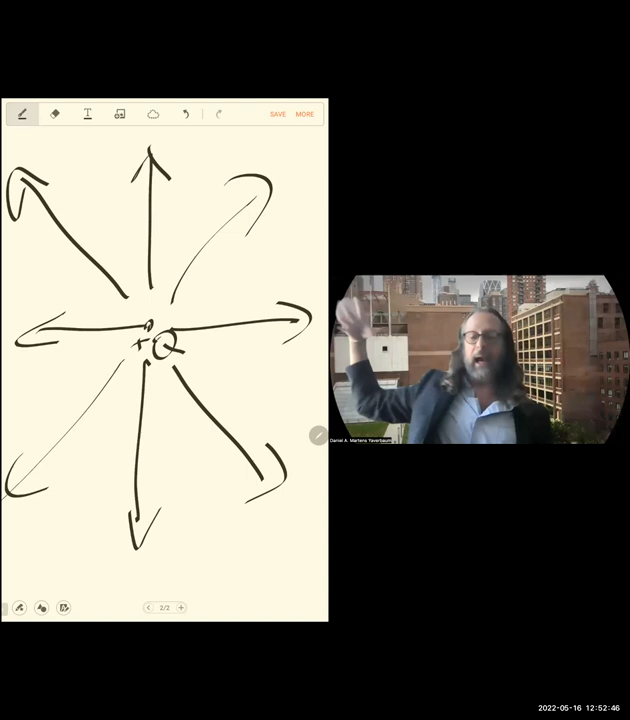 T SAVE MORE
+Q
Daniel A. Martens Yaverbaum
2/2
2022-05-16 12:52:46